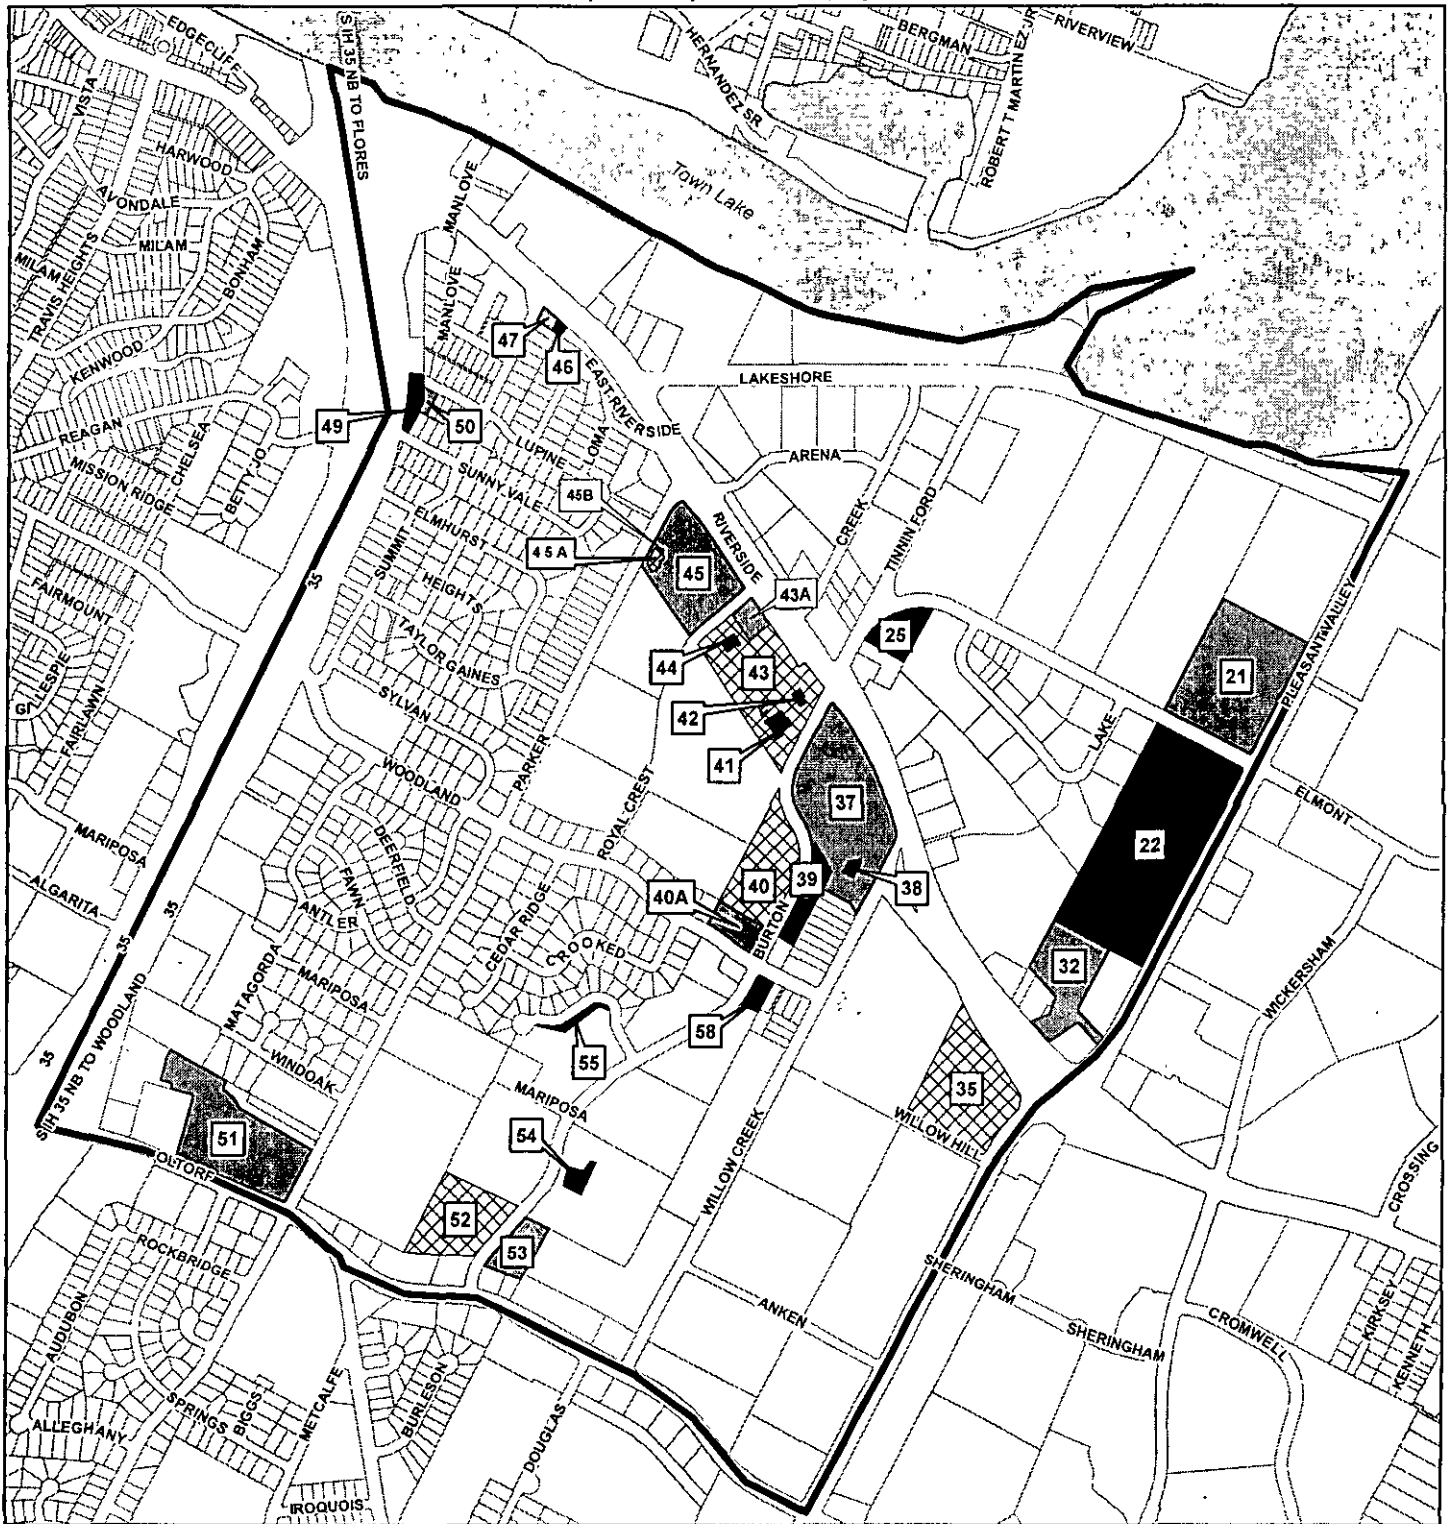 EDGECLIFF
S IH 35 NB TO FLORES
HERNANDEZ SR
BERGMAN
ROBERT T MARTINEZ JR
RIVERVIEW
VISTA
HARWOOD
AVONDALE
MILAM
MILAM
TRAVIS HEIGHTS
BONHAM
KENWOOD
REAGAN
MISSION RIDGE
CHELSEA
BETTY JO
FAIRMOUNT
GILLESPIE
FAIRLAWN
MARIPOSA
ALGARITA
Town Lake
MANLOVE
MANLOVE
47
46
EAST RIVERSIDE
LAKESHORE
49
50
LUPINE
LOMA
SUNNY VALE
45B
ARENA
ELMHURST
45A
45
RIVERSIDE
CREEK
TINNIN FORD
SUMMIT
35
HEIGHTS
43A
TAYLOR GAINES
44
43
25
21
PLEASANT VALLEY
SYLVAN
42
PARKER
41
LAKE
WOODLAND
ROYAL CREST
37
ELMONT
22
DEERFIELD
FAWN
ANTLER
40
39
38
40A
BURTON
CEDAR RIDGE
CROOKED
35
35
MATAGORDA
MARIPOSA
32
WICKERSHAM
58
55
WINDOAK
35
S IH 35 NB TO WOODLAND
MARIPOSA
35
WILLOW HILL
51
54
OLTORF
WILLOW CREEK
CROSSING
52
53
ROCKBRIDGE
SHERINGHAM
ANKEN
AUDUBON
SHERINGHAM
CROMWELL
KIRKSEY
KENNETH
SPRINGS
BIGGS
METCALFE
BURLESON
DOUGLAS
ALLEGHANY
IROQUOIS